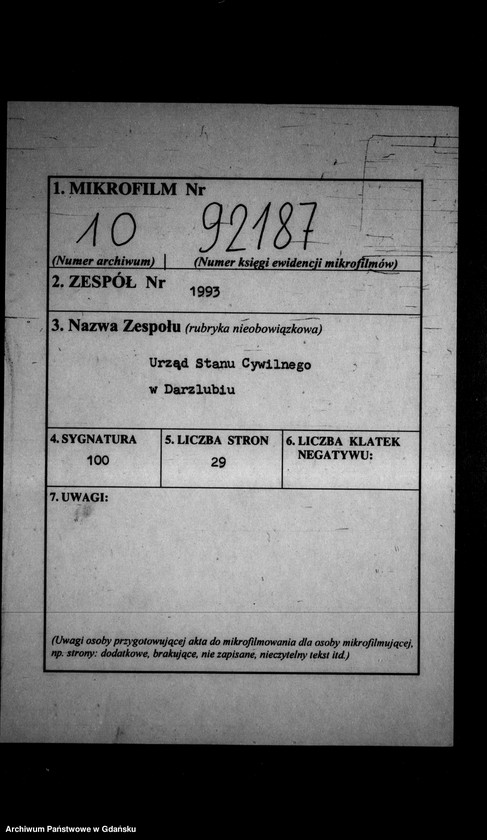 1. MIKROFILM Nr
10 92187
(Numer archiwum) (Numer księgi ewidencji mikrofilmów)
2. ZESPÓŁ Nr
1993
3. Nazwa Zespołu (rubryka nieobowiązkowa)
Urząd Stanu Cywilnego
w Darzlubiu
4. SYGNATURA
100
5. LICZBA STRON
29
6. LICZBA KLATEK
NEGATYWU:
7. UWAGI:
(Uwagi osoby przygotowującej akta do mikrofilmowania dla osoby mikrofilmującej,
np. strony: dodatkowe, brakujące, nie zapisane, nieczytelny tekst itd.)
Archiwum Państwowe w Gdańsku